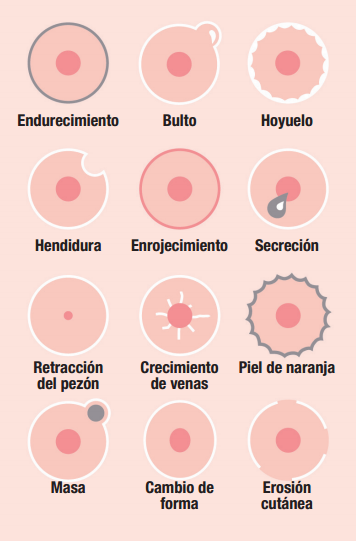 Endurecimiento
Bulto
Hoyuelo
Hendidura
Enrojecimiento
Secreción
Retracción
del pezón
Crecimiento
de venas
Piel de naranja
Masa
Cambio de
forma
Erosión
cutánea